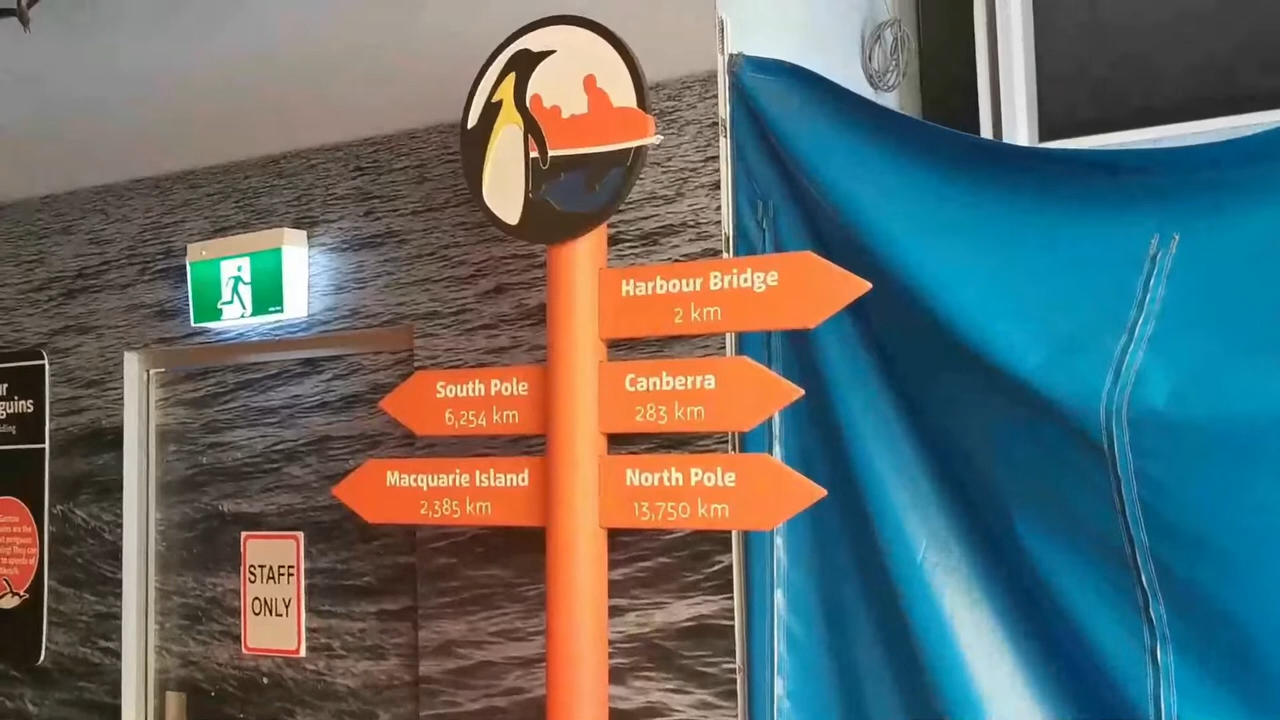 Harbour Bridge
2 km
South Pole
6,254 km
Canberra
283 km
Macquarie Island
2,385 km
North Pole
13,750 km
STAFF
ONLY